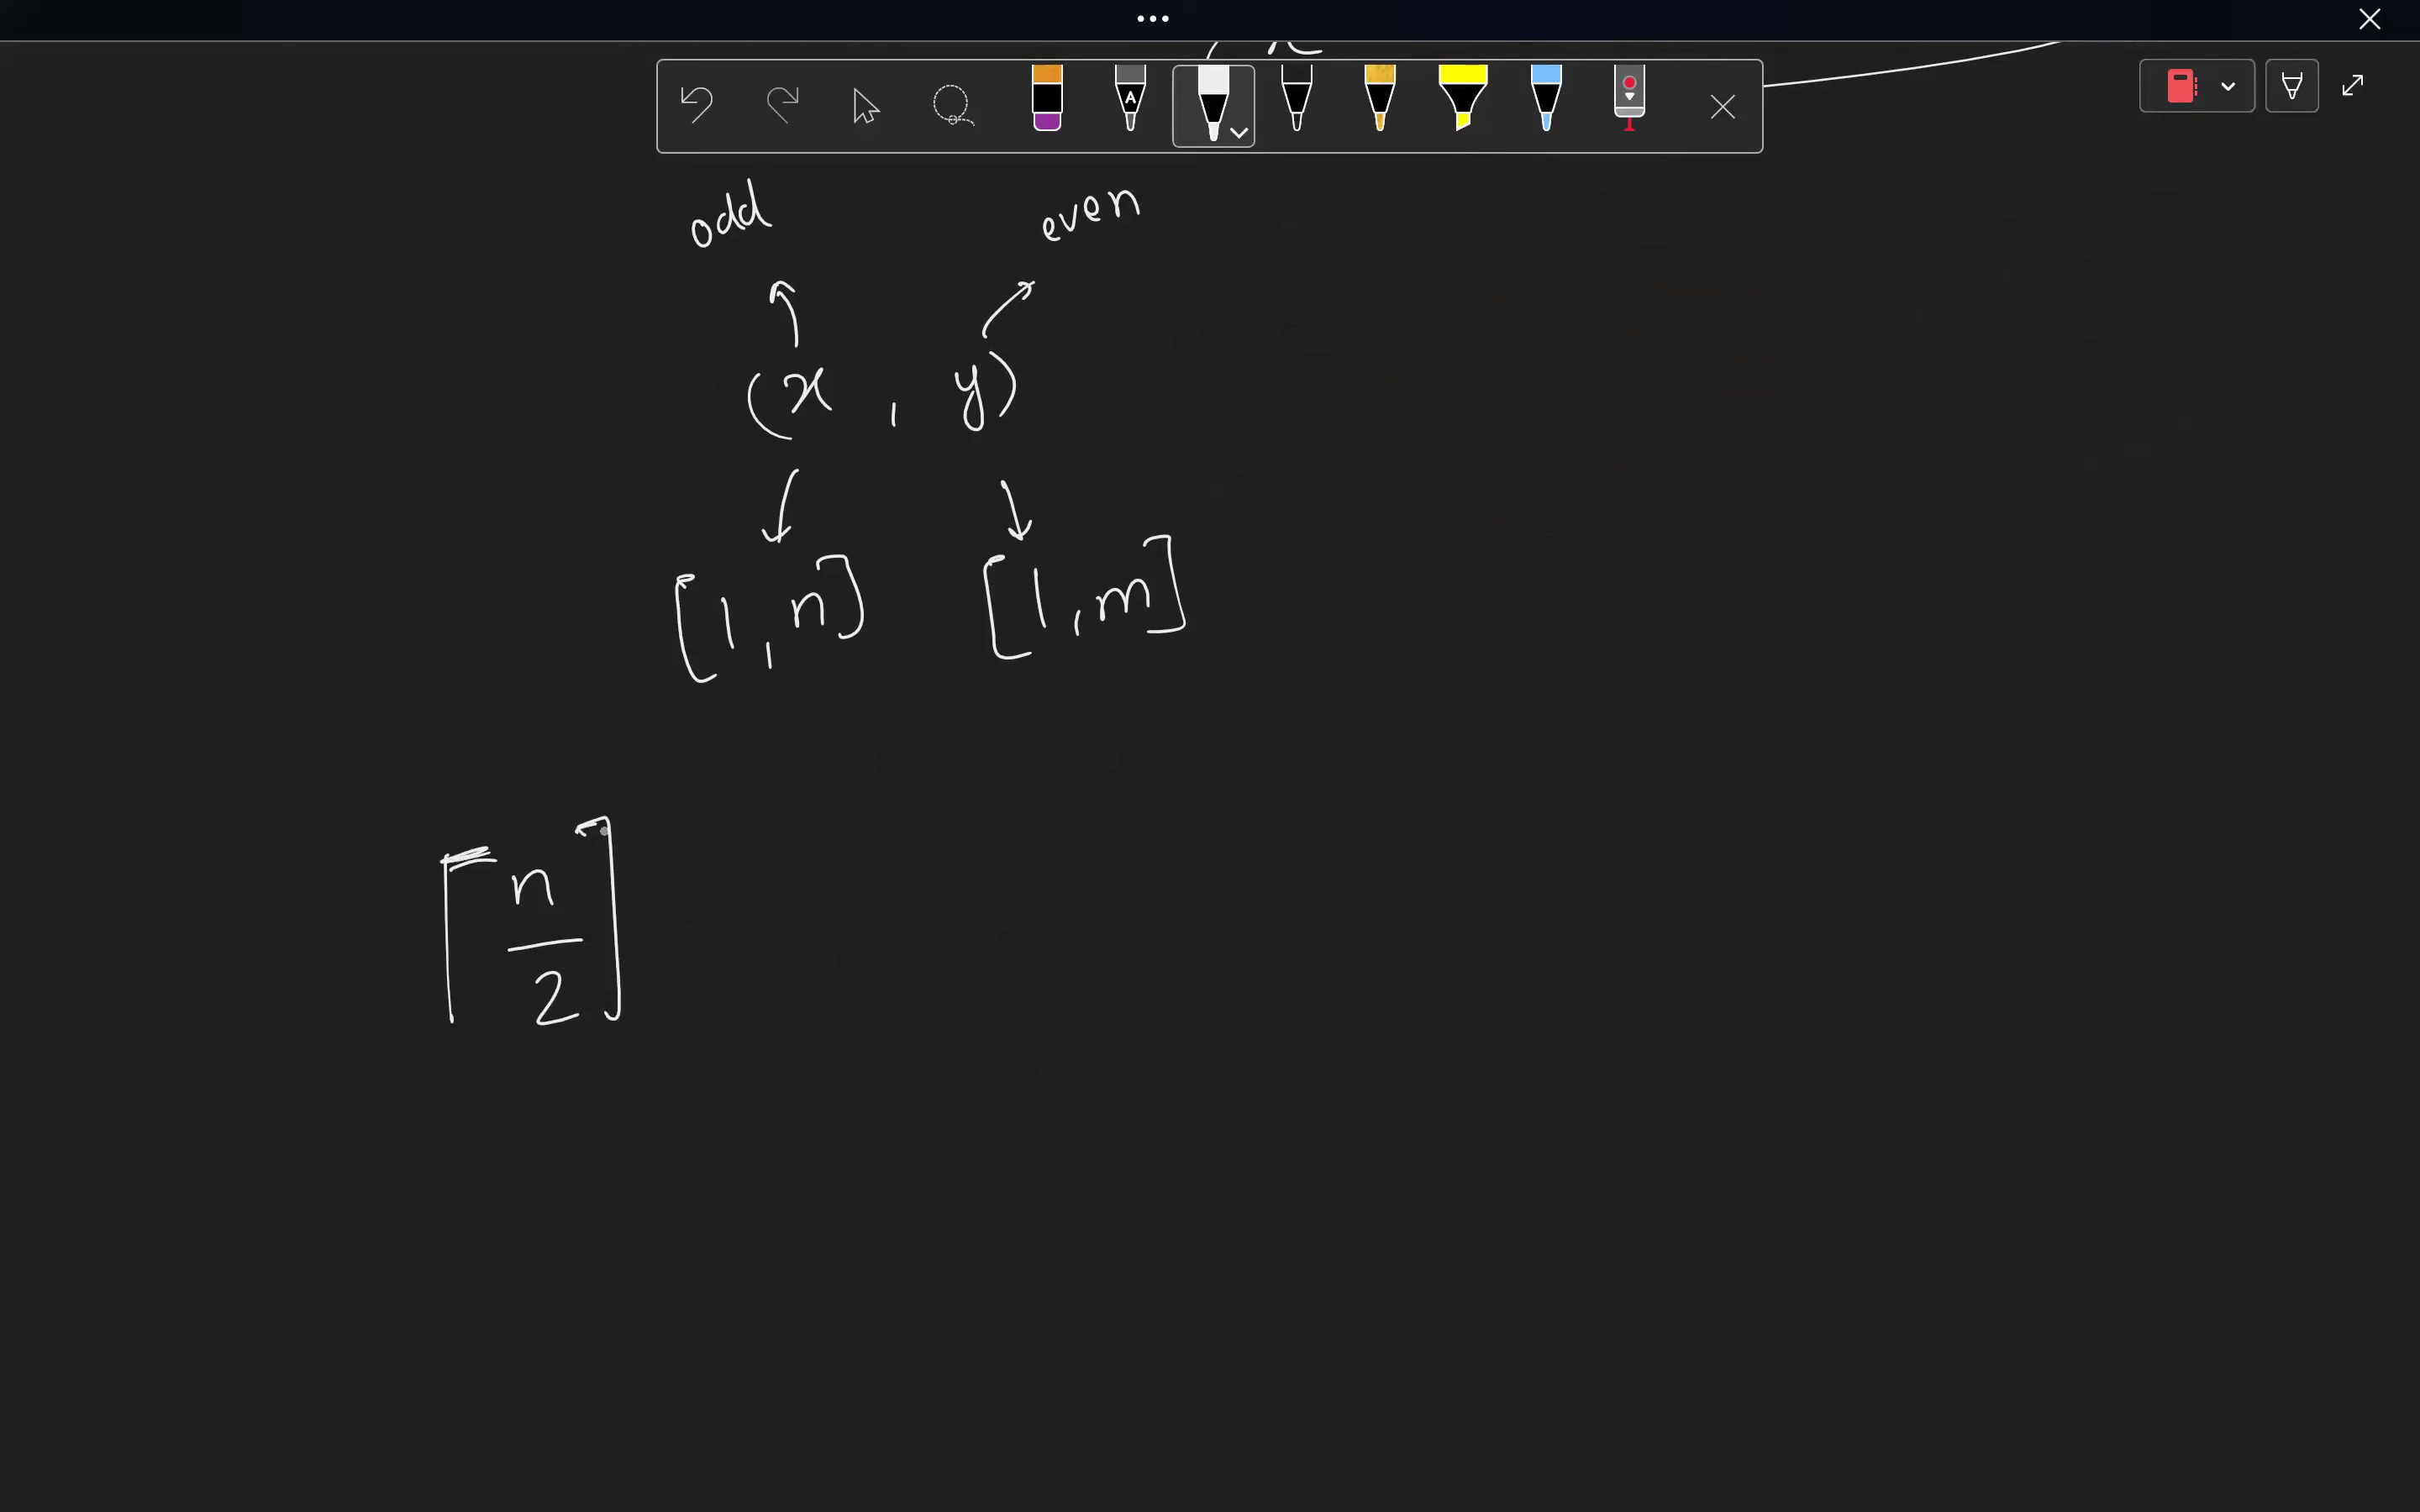 odd even
(x , y)
[1, n] [1, m]
⌈n/2⌉